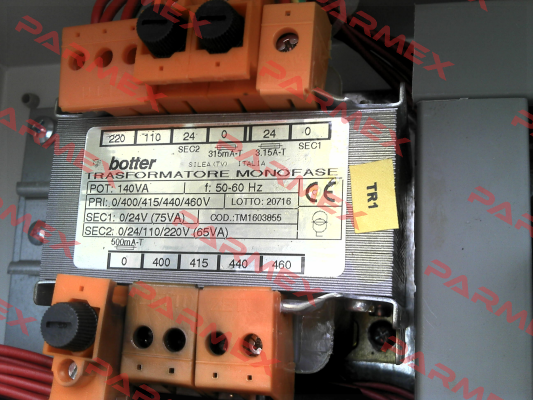 220 110 24 0 24 0
SEC2 315mA-T 3.15A-T SEC1
botter SILEA (TV) ITALIA
TRASFORMATORE MONOFASE
POT: 140VA f: 50-60 Hz
PRI: 0/400/415/440/460V LOTTO: 20716
SEC1: 0/24V (75VA) COD.:TM1603855
SEC2: 0/24/110/220V (65VA)
500mA-T
0 400 415 440 460
CE
TR1
PARMEX
PARMEX
PARMEX
PARMEX
PARMEX